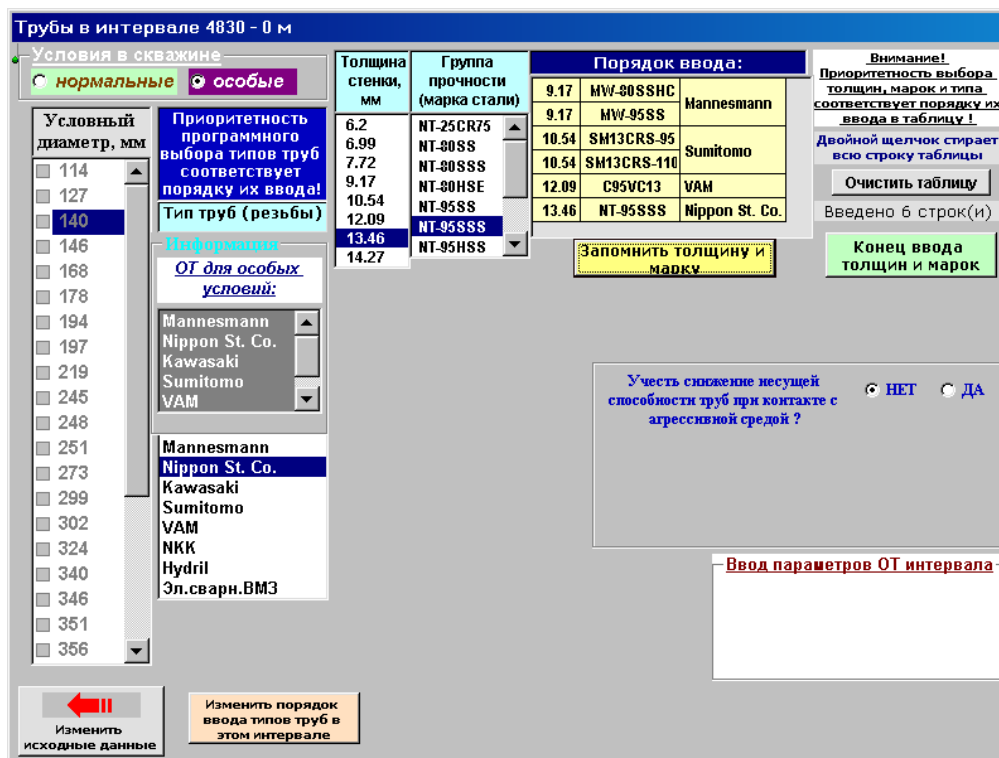 Трубы в интервале 4830 - 0 м
Условия в скважине
нормальные
особые
Условный
диаметр, мм
114
127
140
146
168
178
194
197
219
245
248
251
273
299
302
324
340
346
351
356
Приоритетность
программного
выбора типов труб
соответствует
порядку их ввода!
Тип труб (резьбы)
Информация
ОТ для особых
условий:
Mannesmann
Nippon St. Co.
Kawasaki
Sumitomo
VAM
Mannesmann
Nippon St. Co.
Kawasaki
Sumitomo
VAM
NKK
Hydril
Эл.сварн.ВМЗ
Толщина
стенки,
мм
6.2
6.99
7.72
9.17
10.54
12.09
13.46
14.27
Группа
прочности
(марка стали)
NT-25CR75
NT-80SS
NT-80SSS
NT-80HSE
NT-95SS
NT-95SSS
NT-95HSS
Порядок ввода:
9.17 MW-80SSHC Mannesmann
9.17 MW-95SS
10.54 SM13CRS-95 Sumitomo
10.54 SM13CRS-110
12.09 C95VC13 VAM
13.46 NT-95SSS Nippon St. Co.
Запомнить толщину и
марку
Внимание!
Приоритетность выбора
толщин, марок и типа
соответствует порядку их
ввода в таблицу !
Двойной щелчок стирает
всю строку таблицы
Очистить таблицу
Введено 6 строк(и)
Конец ввода
толщин и марок
Учесть снижение несущей
способности труб при контакте с
агрессивной средой ?
НЕТ
ДА
Ввод параметров ОТ интервала
Изменить
исходные данные
Изменить порядок
ввода типов труб в
этом интервале